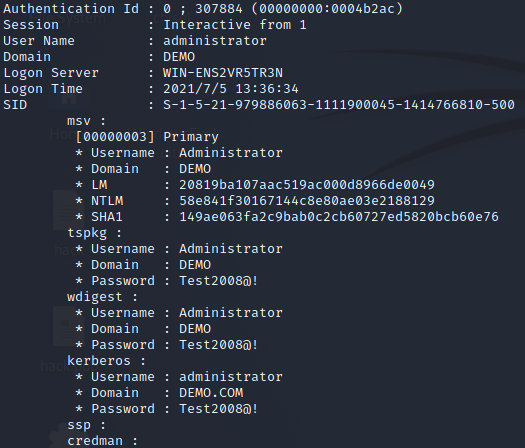 Authentication Id : 0 ; 307884 (00000000:0004b2ac)
Session           : Interactive from 1
User Name         : administrator
Domain            : DEMO
Logon Server      : WIN-ENS2VR5TR3N
Logon Time        : 2021/7/5 13:36:34
SID               : S-1-5-21-979886063-1111900045-1414766810-500
        msv :
         [00000003] Primary
         * Username : Administrator
         * Domain   : DEMO
         * LM       : 20819ba107aac519ac000d8966de0049
         * NTLM     : 58e841f30167144c8e80ae03e2188129
         * SHA1     : 149ae063fa2c9bab0c2cb60727ed5820bcb60e76
        tspkg :
         * Username : Administrator
         * Domain   : DEMO
         * Password : Test2008@!
        wdigest :
         * Username : Administrator
         * Domain   : DEMO
         * Password : Test2008@!
        kerberos :
         * Username : administrator
         * Domain   : DEMO.COM
         * Password : Test2008@!
        ssp :
        credman :